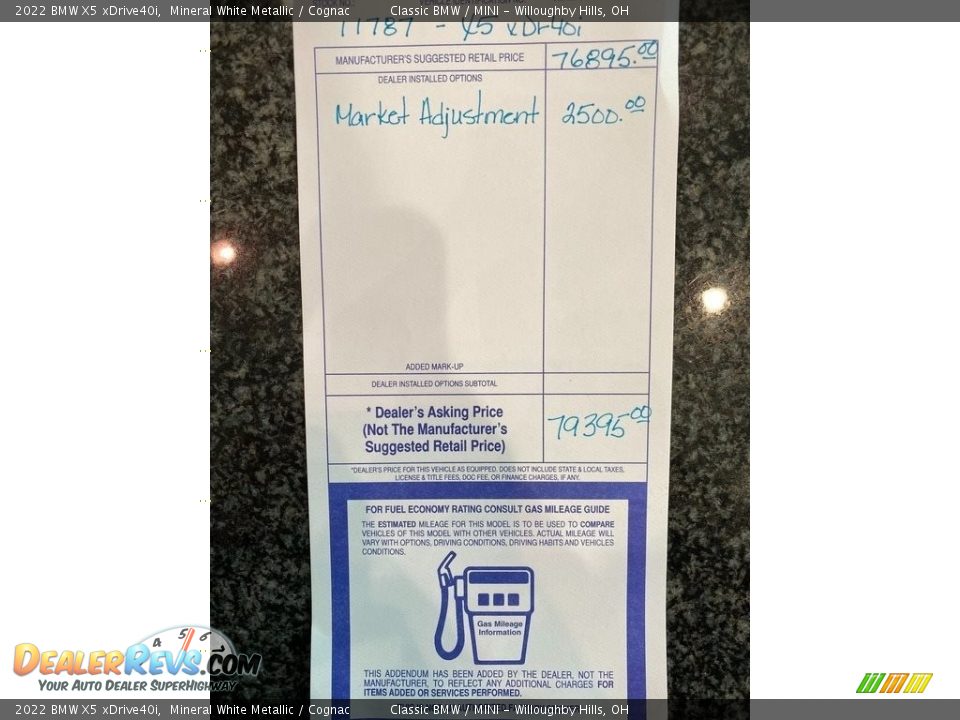 2022 BMW X5 xDrive40i, Mineral White Metallic / Cognac Classic BMW / MINI - Willoughby Hills, OH
11787 - X5 xDr40i
MANUFACTURER'S SUGGESTED RETAIL PRICE 76895.00
DEALER INSTALLED OPTIONS
Market Adjustment 2500.00
ADDED MARK-UP
DEALER INSTALLED OPTIONS SUBTOTAL
* Dealer's Asking Price
(Not The Manufacturer's
Suggested Retail Price)
79395.00
*DEALER'S PRICE FOR THIS VEHICLE AS EQUIPPED. DOES NOT INCLUDE STATE & LOCAL TAXES,
LICENSE & TITLE FEES, DOC FEE, OR FINANCE CHARGES, IF ANY.
FOR FUEL ECONOMY RATING CONSULT GAS MILEAGE GUIDE
THE ESTIMATED MILEAGE FOR THIS MODEL IS TO BE USED TO COMPARE
VEHICLES OF THIS MODEL WITH OTHER VEHICLES. ACTUAL MILEAGE WILL
VARY WITH OPTIONS, DRIVING CONDITIONS, DRIVING HABITS AND VEHICLES
CONDITIONS.
Gas Mileage
Information
THIS ADDENDUM HAS BEEN ADDED BY THE DEALER, NOT THE
MANUFACTURER, TO REFLECT ANY ADDITIONAL CHARGES FOR
ITEMS ADDED OR SERVICES PERFORMED.
4 5 6
DEALERREVS.COM
YOUR AUTO DEALER SUPERHIGHWAY
2022 BMW X5 xDrive40i, Mineral White Metallic / Cognac Classic BMW / MINI - Willoughby Hills, OH